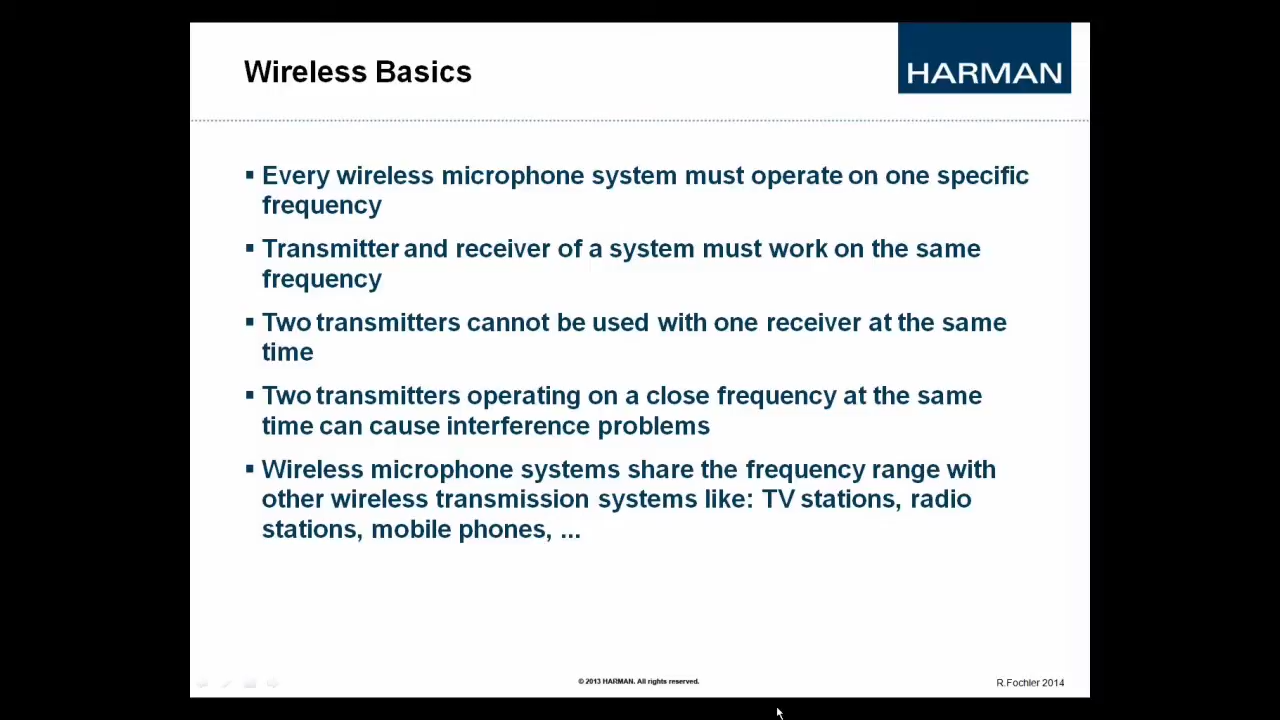 Wireless Basics
HARMAN
▪ Every wireless microphone system must operate on one specific
frequency
▪ Transmitter and receiver of a system must work on the same
frequency
▪ Two transmitters cannot be used with one receiver at the same
time
▪ Two transmitters operating on a close frequency at the same
time can cause interference problems
▪ Wireless microphone systems share the frequency range with
other wireless transmission systems like: TV stations, radio
stations, mobile phones, ...
© 2013 HARMAN. All rights reserved.
R.Fochler 2014